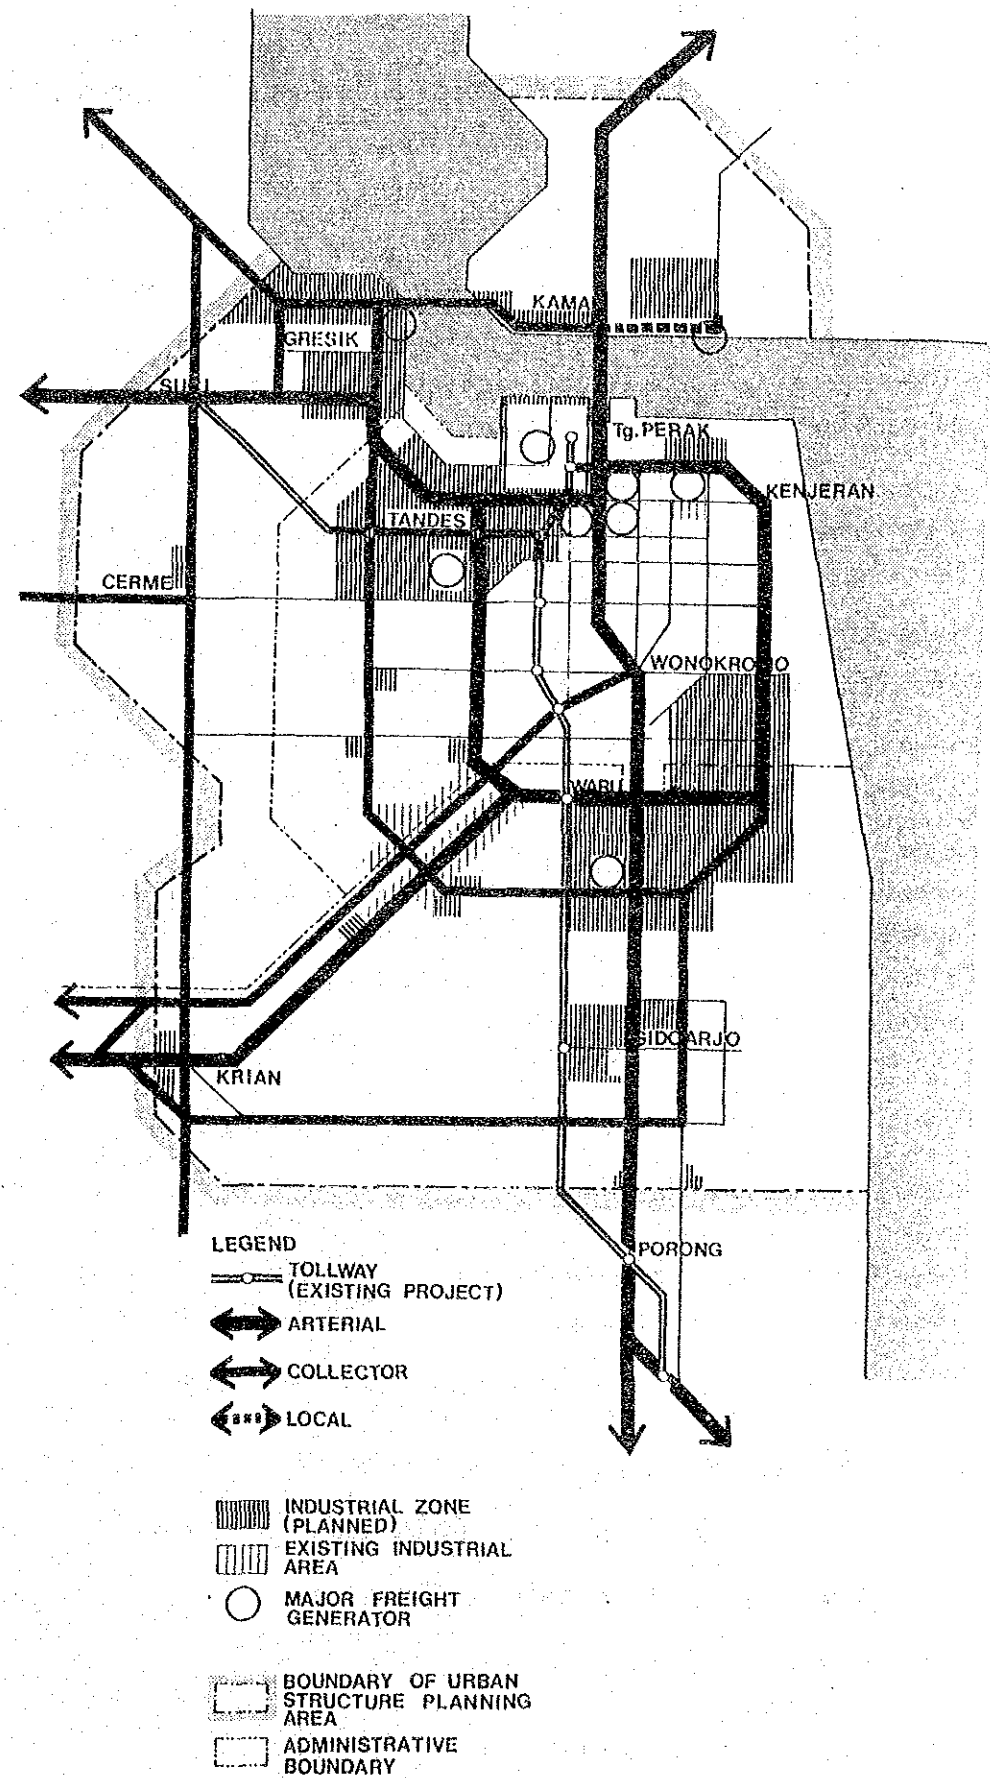 KAMA
GRESIK
Tg. PERAK
KENJERAN
TANDES
CERME
WONOKROMO
WARU
SIDOARJO
KRIAN
PORONG
LEGEND
TOLLWAY
(EXISTING PROJECT)
ARTERIAL
COLLECTOR
LOCAL
INDUSTRIAL ZONE
(PLANNED)
EXISTING INDUSTRIAL
AREA
MAJOR FREIGHT
GENERATOR
BOUNDARY OF URBAN
STRUCTURE PLANNING
AREA
ADMINISTRATIVE
BOUNDARY